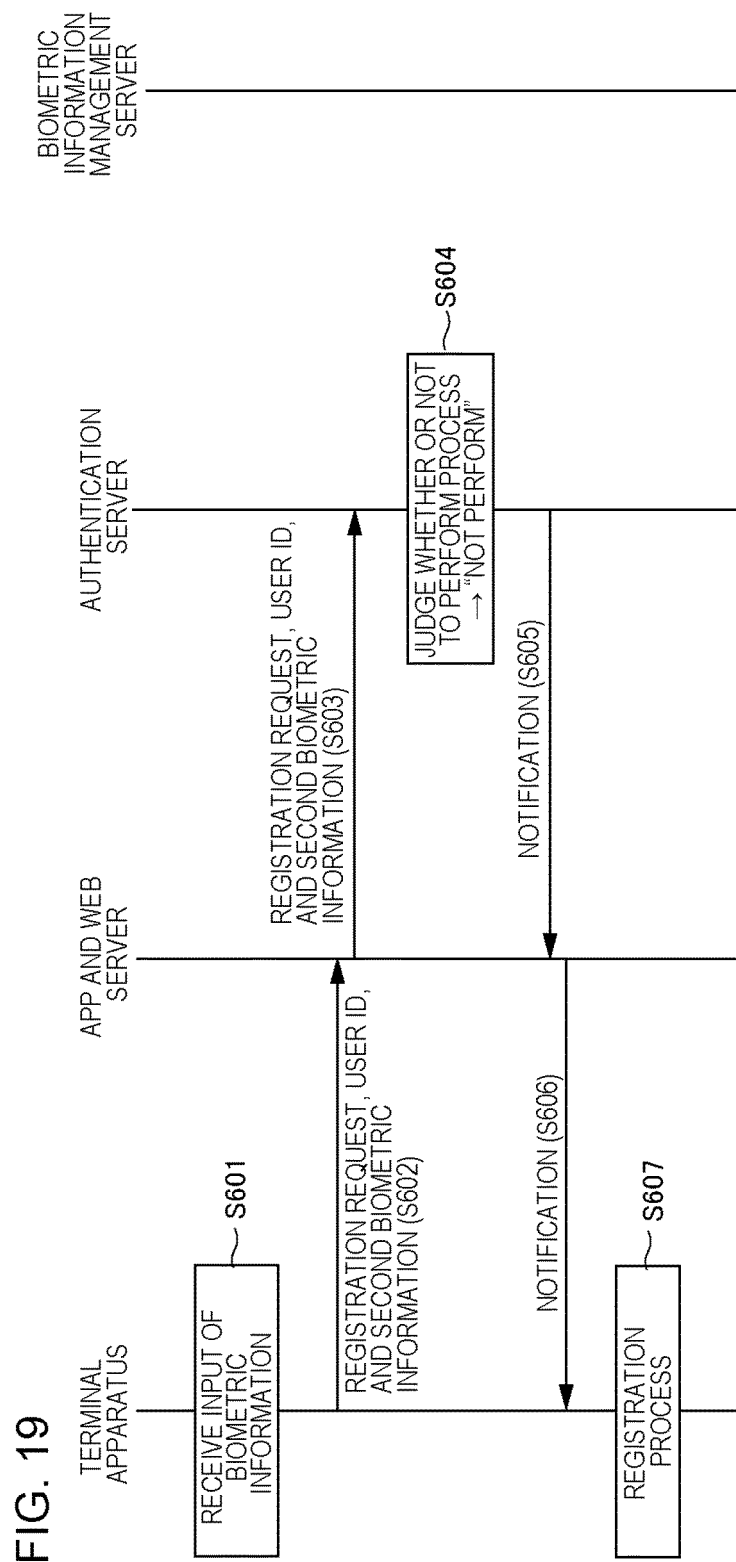 FIG. 19
TERMINAL
APPARATUS
APP AND WEB
SERVER
AUTHENTICATION
SERVER
BIOMETRIC
INFORMATION
MANAGEMENT
SERVER
RECEIVE INPUT OF
BIOMETRIC
INFORMATION
S601
REGISTRATION REQUEST, USER ID,
AND SECOND BIOMETRIC
INFORMATION (S602)
REGISTRATION REQUEST, USER ID,
AND SECOND BIOMETRIC
INFORMATION (S603)
JUDGE WHETHER OR NOT
TO PERFORM PROCESS
→ “NOT PERFORM”
S604
NOTIFICATION (S605)
NOTIFICATION (S606)
REGISTRATION
PROCESS
S607